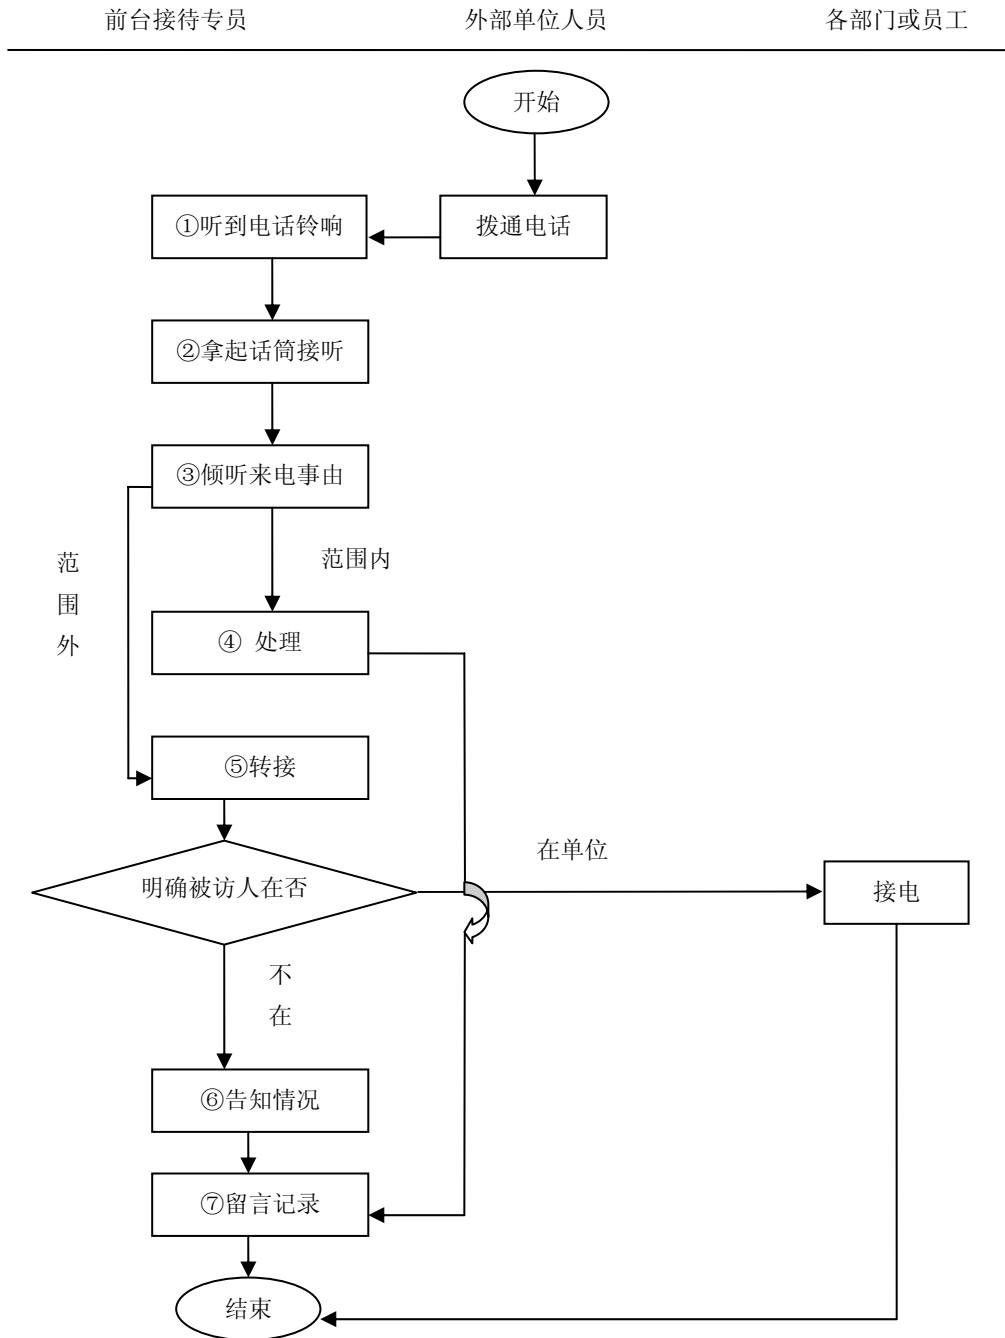 前台接待专员
外部单位人员
各部门或员工
开始
①听到电话铃响
拨通电话
②拿起话筒接听
③倾听来电事由
范
围
外
范围内
④ 处理
⑤转接
在单位
明确被访人在否
接电
不
在
⑥告知情况
⑦留言记录
结束